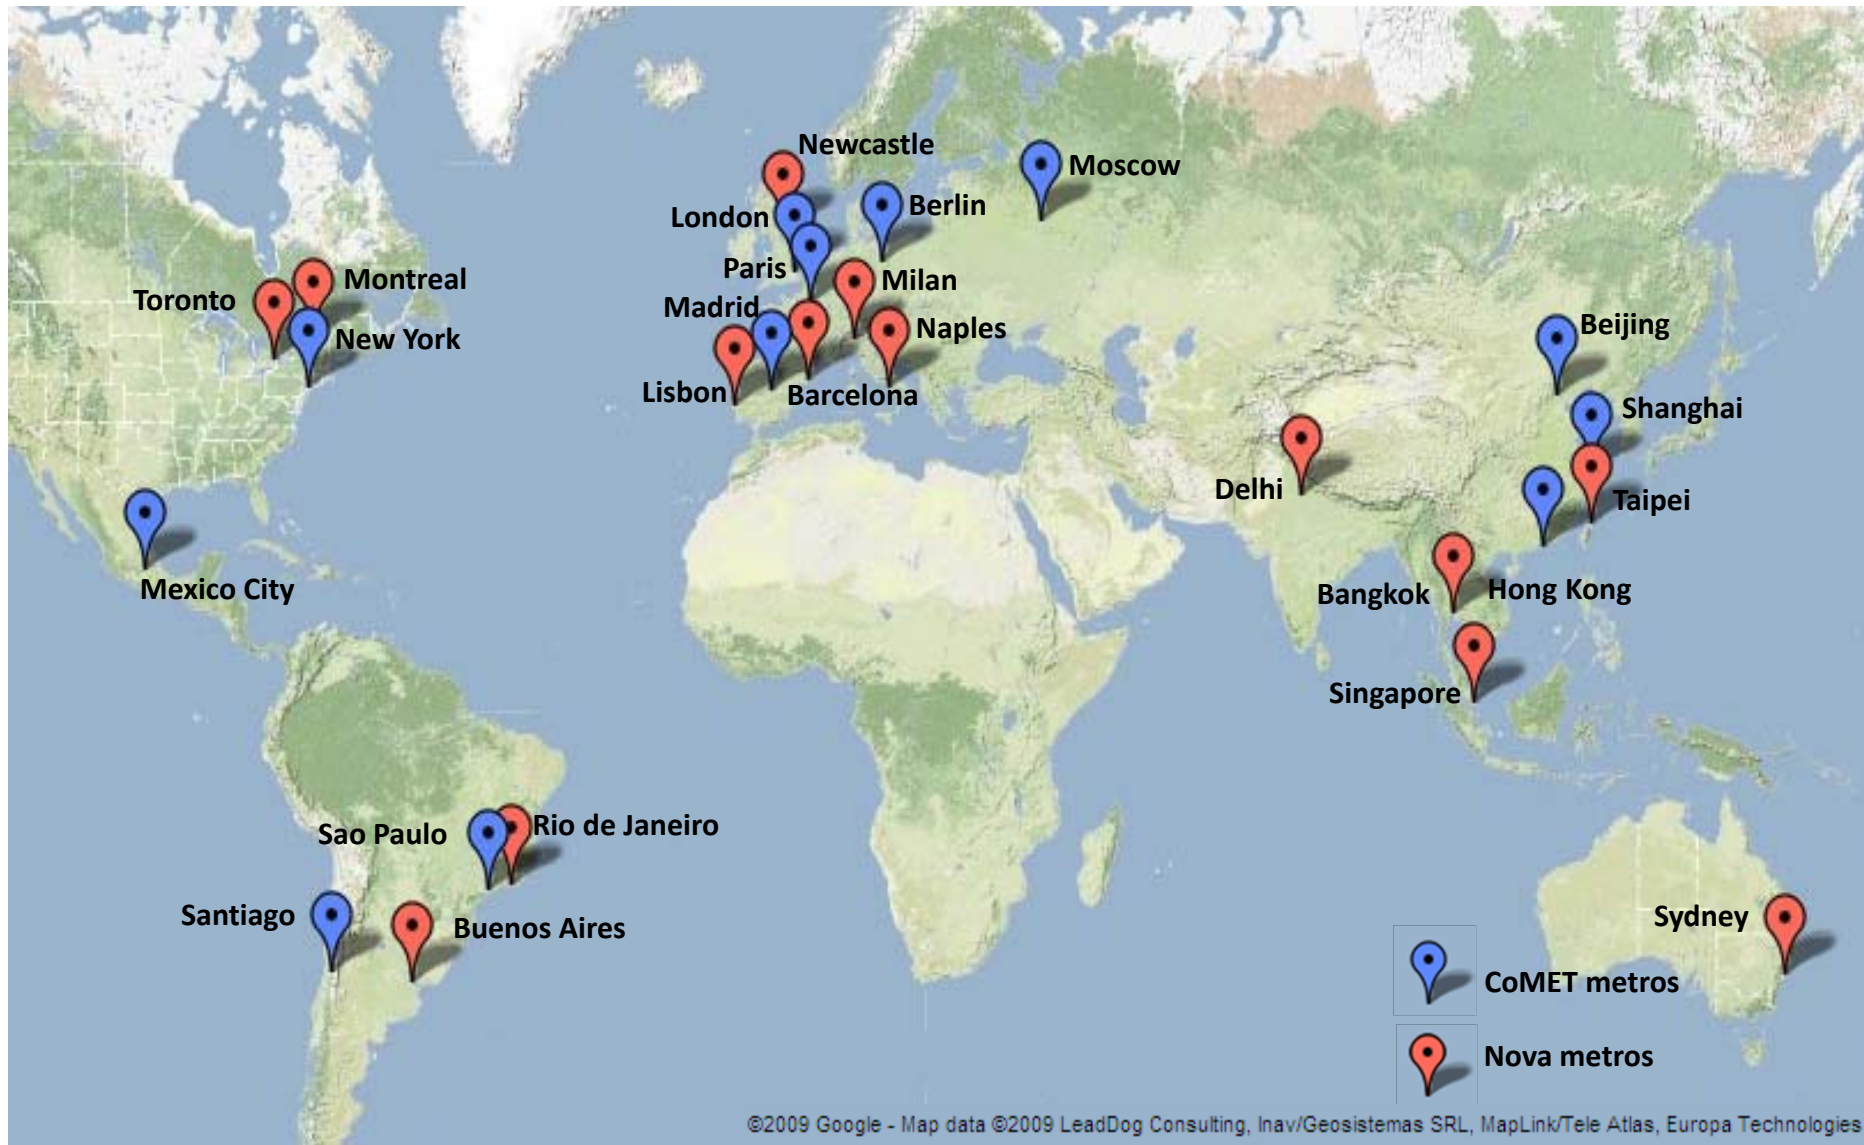 Newcastle
Moscow
London
Berlin
Paris
Montreal
Milan
Toronto
Madrid
New York
Naples
Beijing
Lisbon
Barcelona
Shanghai
Delhi
Taipei
Mexico City
Bangkok
Hong Kong
Singapore
Sao Paulo
Rio de Janeiro
Santiago
Buenos Aires
Sydney
CoMET metros
Nova metros
©2009 Google - Map data ©2009 LeadDog Consulting, Inav/Geosistemas SRL, MapLink/Tele Atlas, Europa Technologies